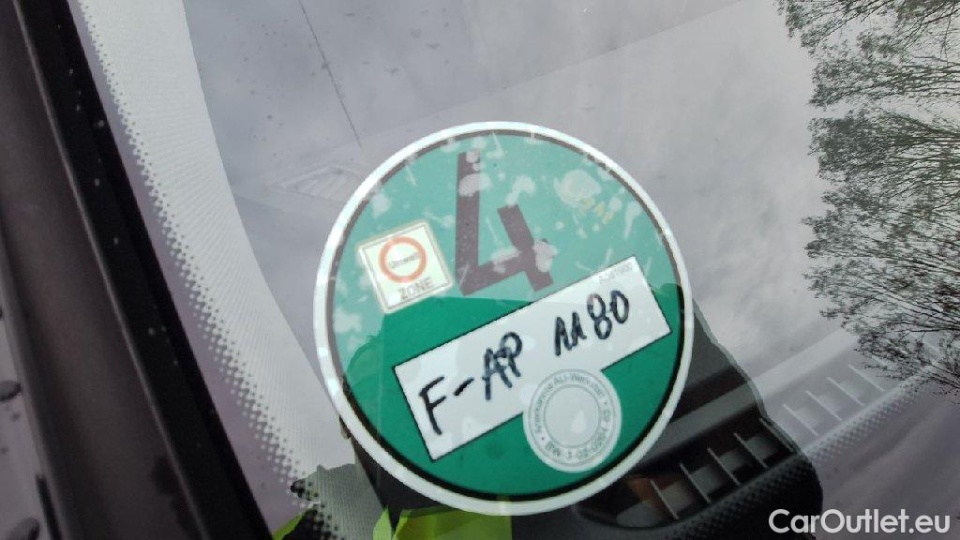 4
Umwelt
ZONE
F-AP 1180
CarOutlet.eu